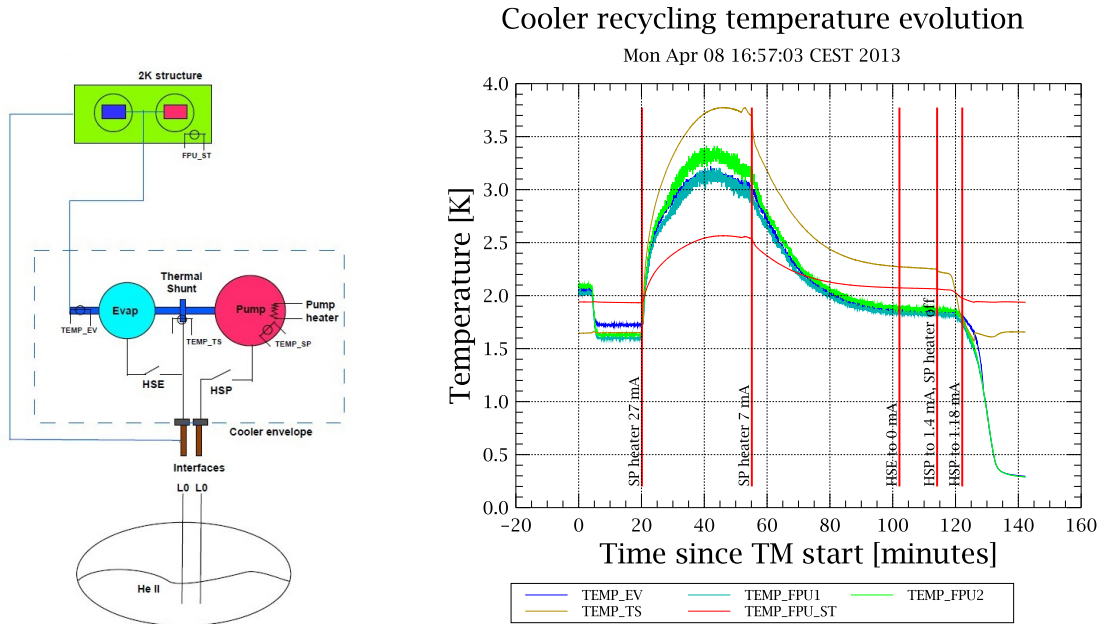 2K structure
FPU_ST
Thermal
Shunt
Evap
Pump
Pump
heater
TEMP_EV
TEMP_TS
TEMP_SP
HSE
HSP
Cooler envelope
Interfaces
L0 L0
He II
Cooler recycling temperature evolution
Mon Apr 08 16:57:03 CEST 2013
Temperature [K]
4.0
3.5
3.0
2.5
2.0
1.5
1.0
0.5
0.0
SP heater 27 mA
SP heater 7 mA
HSE to 0 mA
HSP to 1.4 mA, SP heater off
HSP to 1.18 mA
−20 0 20 40 60 80 100 120 140 160
Time since TM start [minutes]
TEMP_EV TEMP_FPU1 TEMP_FPU2
TEMP_TS TEMP_FPU_ST